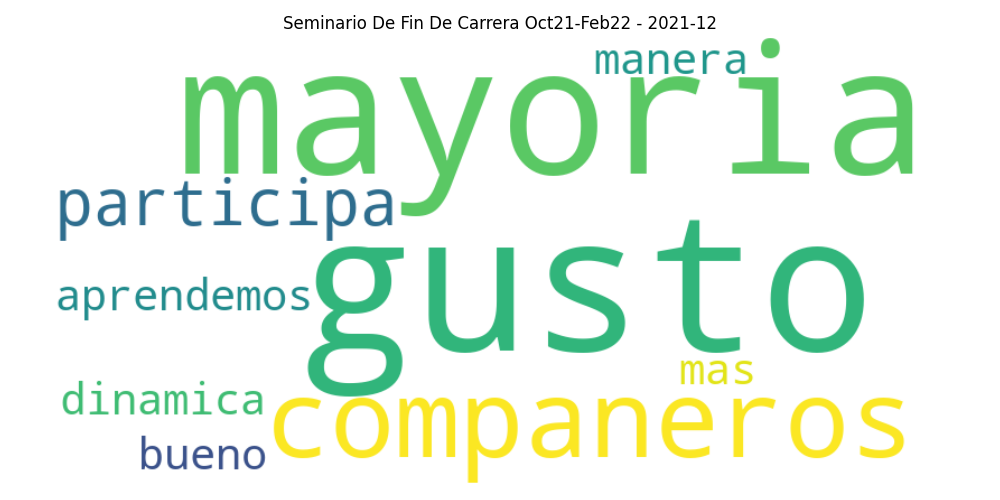 Seminario De Fin De Carrera Oct21-Feb22 - 2021-12
manera
mayoria
participa
gusto
aprendemos
mas
dinamica
companeros
bueno